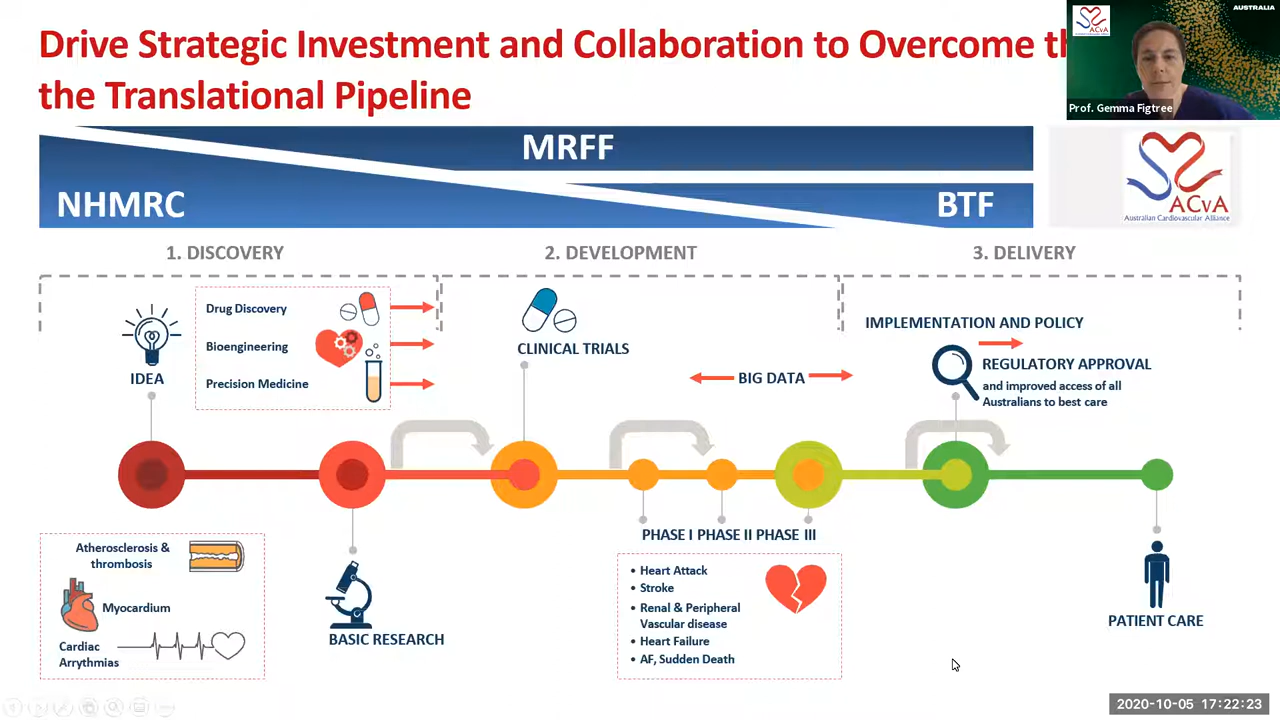 Drive Strategic Investment and Collaboration to Overcome
the Translational Pipeline
AUSTRALIA
ACvA
Prof. Gemma Figtree
MRFF
NHMRC
BTF
ACvA
Australian Cardiovascular Alliance
1. DISCOVERY
2. DEVELOPMENT
3. DELIVERY
Drug Discovery
Bioengineering
Precision Medicine
IDEA
CLINICAL TRIALS
BIG DATA
IMPLEMENTATION AND POLICY
REGULATORY APPROVAL
and improved access of all
Australians to best care
PHASE I PHASE II PHASE III
Atherosclerosis &
thrombosis
Myocardium
Cardiac
Arrythmias
BASIC RESEARCH
• Heart Attack
• Stroke
• Renal & Peripheral
Vascular disease
• Heart Failure
• AF, Sudden Death
PATIENT CARE
2020-10-05 17:22:23